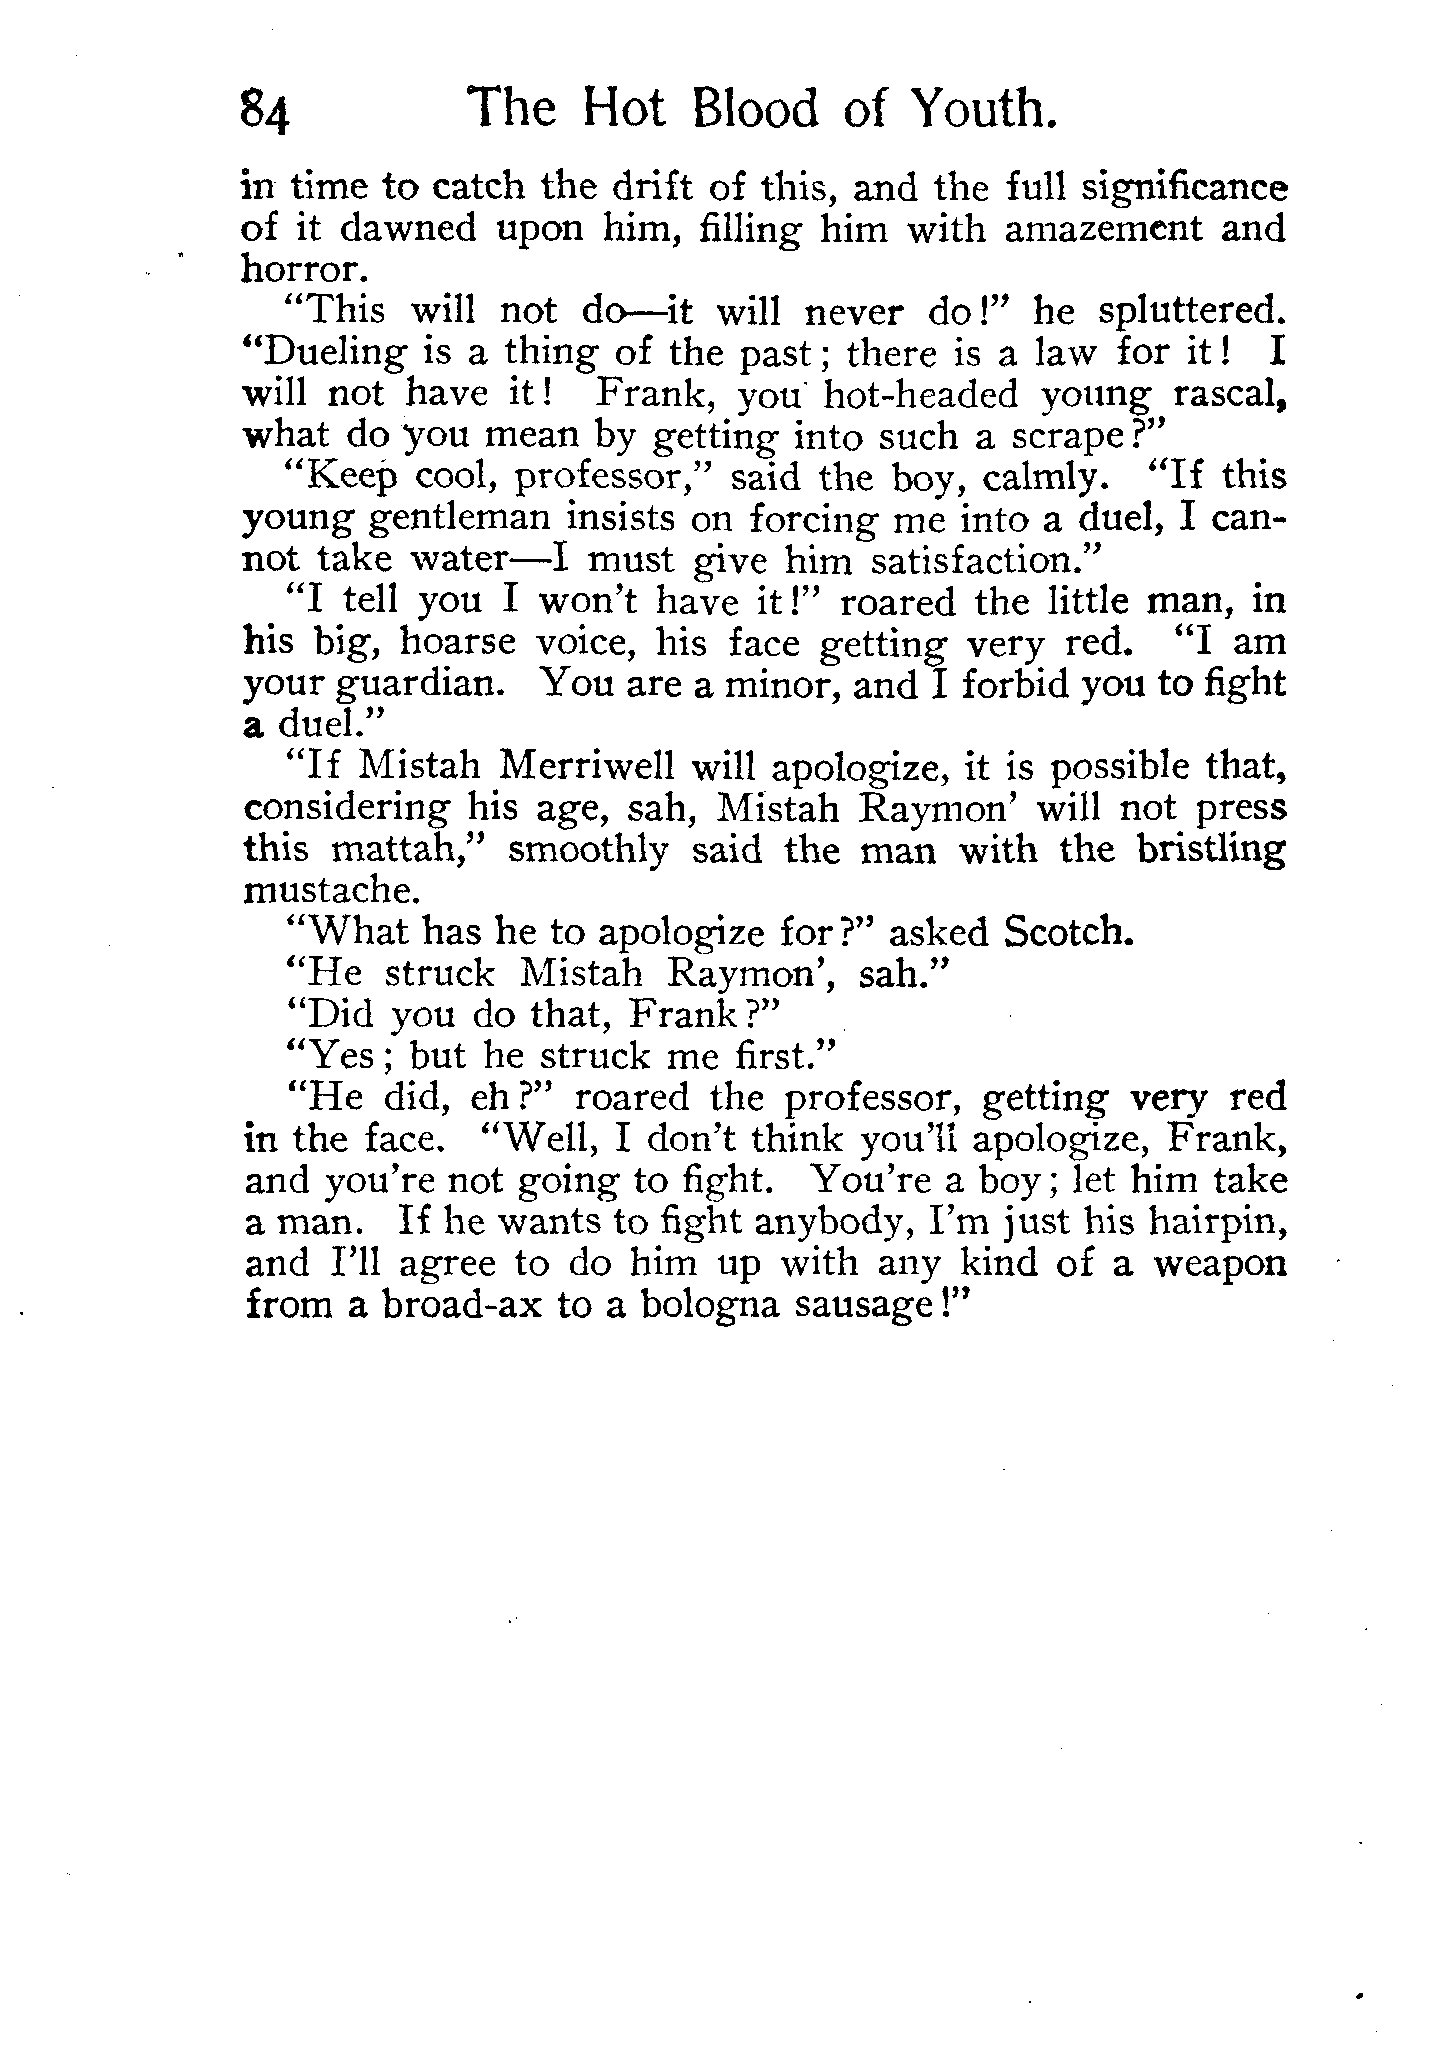 84 The Hot Blood of Youth.
in time to catch the drift of this, and the full significance
of it dawned upon him, filling him with amazement and
horror.
"This will not do—it will never do!" he spluttered.
"Dueling is a thing of the past; there is a law for it! I
will not have it! Frank, you hot-headed young rascal,
what do you mean by getting into such a scrape?"
"Keep cool, professor," said the boy, calmly. "If this
young gentleman insists on forcing me into a duel, I can-
not take water—I must give him satisfaction."
"I tell you I won't have it!" roared the little man, in
his big, hoarse voice, his face getting very red. "I am
your guardian. You are a minor, and I forbid you to fight
a duel."
"If Mistah Merriwell will apologize, it is possible that,
considering his age, sah, Mistah Raymon' will not press
this mattah," smoothly said the man with the bristling
mustache.
"What has he to apologize for?" asked Scotch.
"He struck Mistah Raymon', sah."
"Did you do that, Frank?"
"Yes; but he struck me first."
"He did, eh?" roared the professor, getting very red
in the face. "Well, I don't think you'll apologize, Frank,
and you're not going to fight. You're a boy; let him take
a man. If he wants to fight anybody, I'm just his hairpin,
and I'll agree to do him up with any kind of a weapon
from a broad-ax to a bologna sausage!"